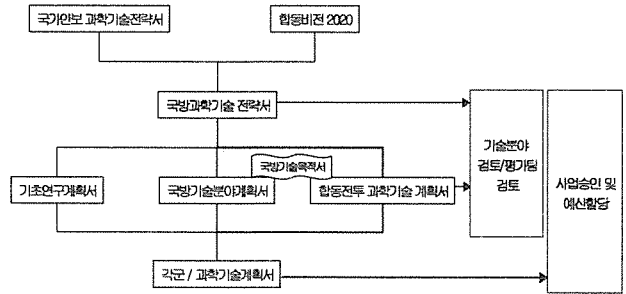 국가안보 과학기술전략서
합동비전 2020
국방과학기술 전략서
기술분야
검토/평가팀
검토
사업승인 및
예산할당
국방기술목적서
기초연구계획서
국방기술분야계획서
합동전투 과학기술 계획서
각군 / 과학기술계획서